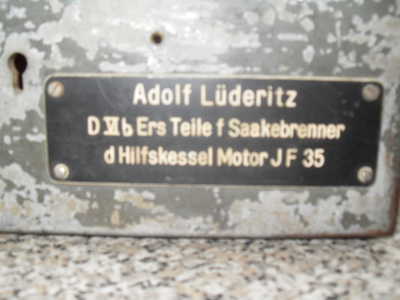 Adolf Lüderitz
D VI b Ers Teile f Saakebrenner
d Hilfskessel Motor J F 35